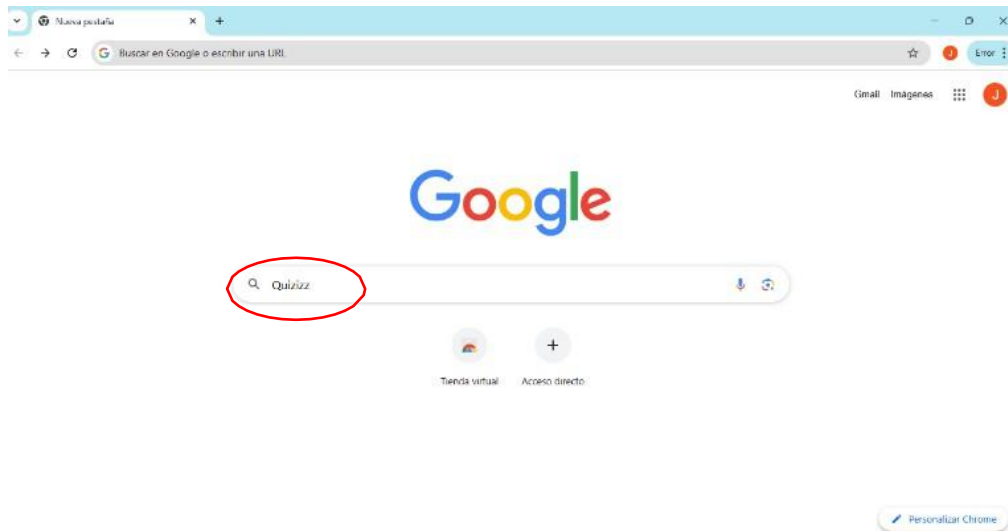 Nueva pestaña
Buscar en Google o escribir una URL
J
Error
Gmail Imágenes
J
Google
Quizizz
Tienda virtual Acceso directo
Personalizar Chrome